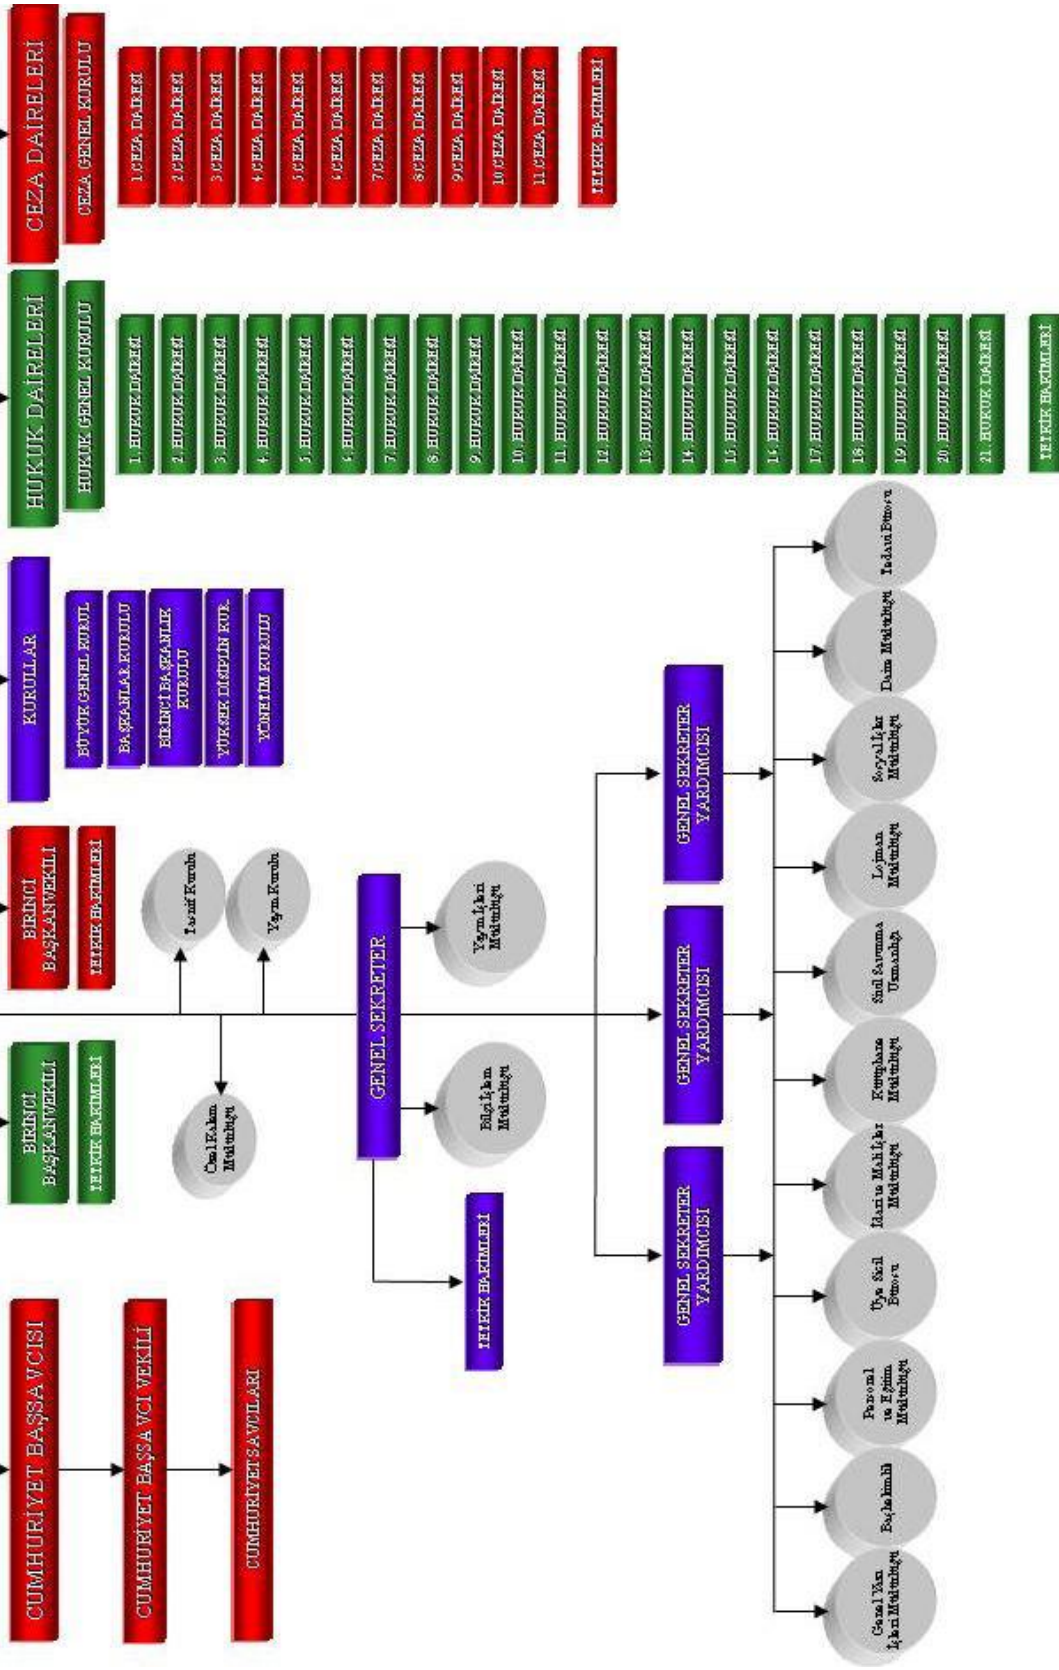 CUMHURİYET BAŞSAVCISI
CUMHURİYET BAŞSAVCI VEKİLİ
CUMHURİYET SAVCILARI
BİRİNCİ
BAŞKANVEKİLİ
TETKİK HAKİMLERİ
BİRİNCİ
BAŞKANVEKİLİ
TETKİK HAKİMLERİ
KURULLAR
BÜYÜK GENEL KURUL
BAŞKANLAR KURULU
BİRİNCİ BAŞKANLIK
KURULU
YÜKSEK DİSİPLİN KUR.
YÖNETİM KURULU
HUKUK DAİRELERİ
HUKUK GENEL KURULU
1. HUKUK DAİRESİ
2. HUKUK DAİRESİ
3. HUKUK DAİRESİ
4. HUKUK DAİRESİ
5. HUKUK DAİRESİ
6. HUKUK DAİRESİ
7. HUKUK DAİRESİ
8. HUKUK DAİRESİ
9. HUKUK DAİRESİ
10. HUKUK DAİRESİ
11. HUKUK DAİRESİ
12. HUKUK DAİRESİ
13. HUKUK DAİRESİ
14. HUKUK DAİRESİ
15. HUKUK DAİRESİ
16. HUKUK DAİRESİ
17. HUKUK DAİRESİ
18. HUKUK DAİRESİ
19. HUKUK DAİRESİ
20. HUKUK DAİRESİ
21. HUKUK DAİRESİ
TETKİK HAKİMLERİ
CEZA DAİRELERİ
CEZA GENEL KURULU
1.CEZA DAİRESİ
2.CEZA DAİRESİ
3.CEZA DAİRESİ
4.CEZA DAİRESİ
5.CEZA DAİRESİ
6.CEZA DAİRESİ
7.CEZA DAİRESİ
8.CEZA DAİRESİ
9.CEZA DAİRESİ
10.CEZA DAİRESİ
11.CEZA DAİRESİ
TETKİK HAKİMLERİ
Özel Kalem
Müdürlüğü
Tasnif Kurulu
Yayın Kurulu
GENEL SEKRETER
TETKİK HAKİMLERİ
Bilgi İşlem
Müdürlüğü
Yayın İşleri
Müdürlüğü
GENEL SEKRETER
YARDIMCISI
GENEL SEKRETER
YARDIMCISI
GENEL SEKRETER
YARDIMCISI
Genel Yazı
İşleri Müdürlüğü
Başhekimlik
Personel
ve Eğitim
Müdürlüğü
Üye Sicil
Bürosu
İdari ve Mali İşler
Müdürlüğü
Kütüphane
Müdürlüğü
Sivil Savunma
Uzmanlığı
Lojman
Müdürlüğü
Sosyal İşler
Müdürlüğü
Daire Müdürlüğü
Tedavi Bürosu